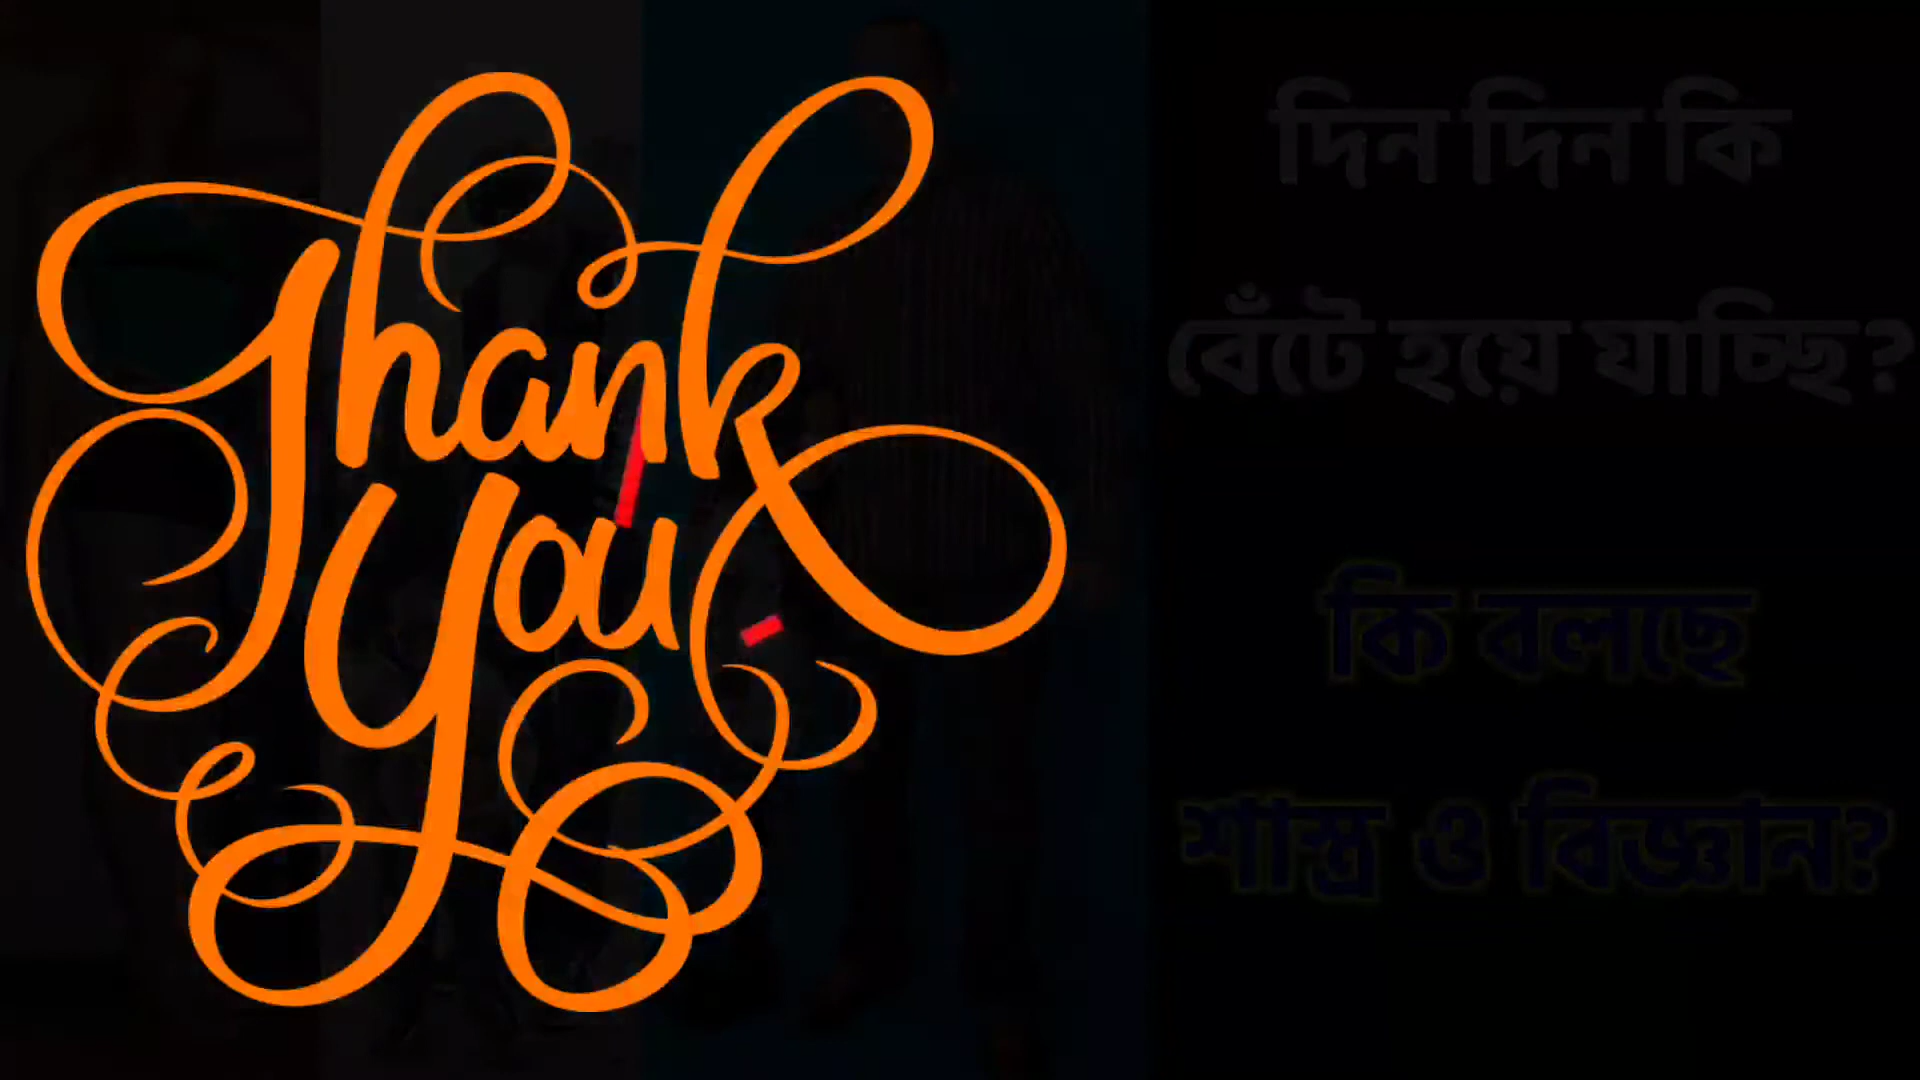 Thank
You
দিন দিন কি
বেঁটে হয়ে যাচ্ছি?
কি বলছে
শাস্ত্র ও বিজ্ঞান?